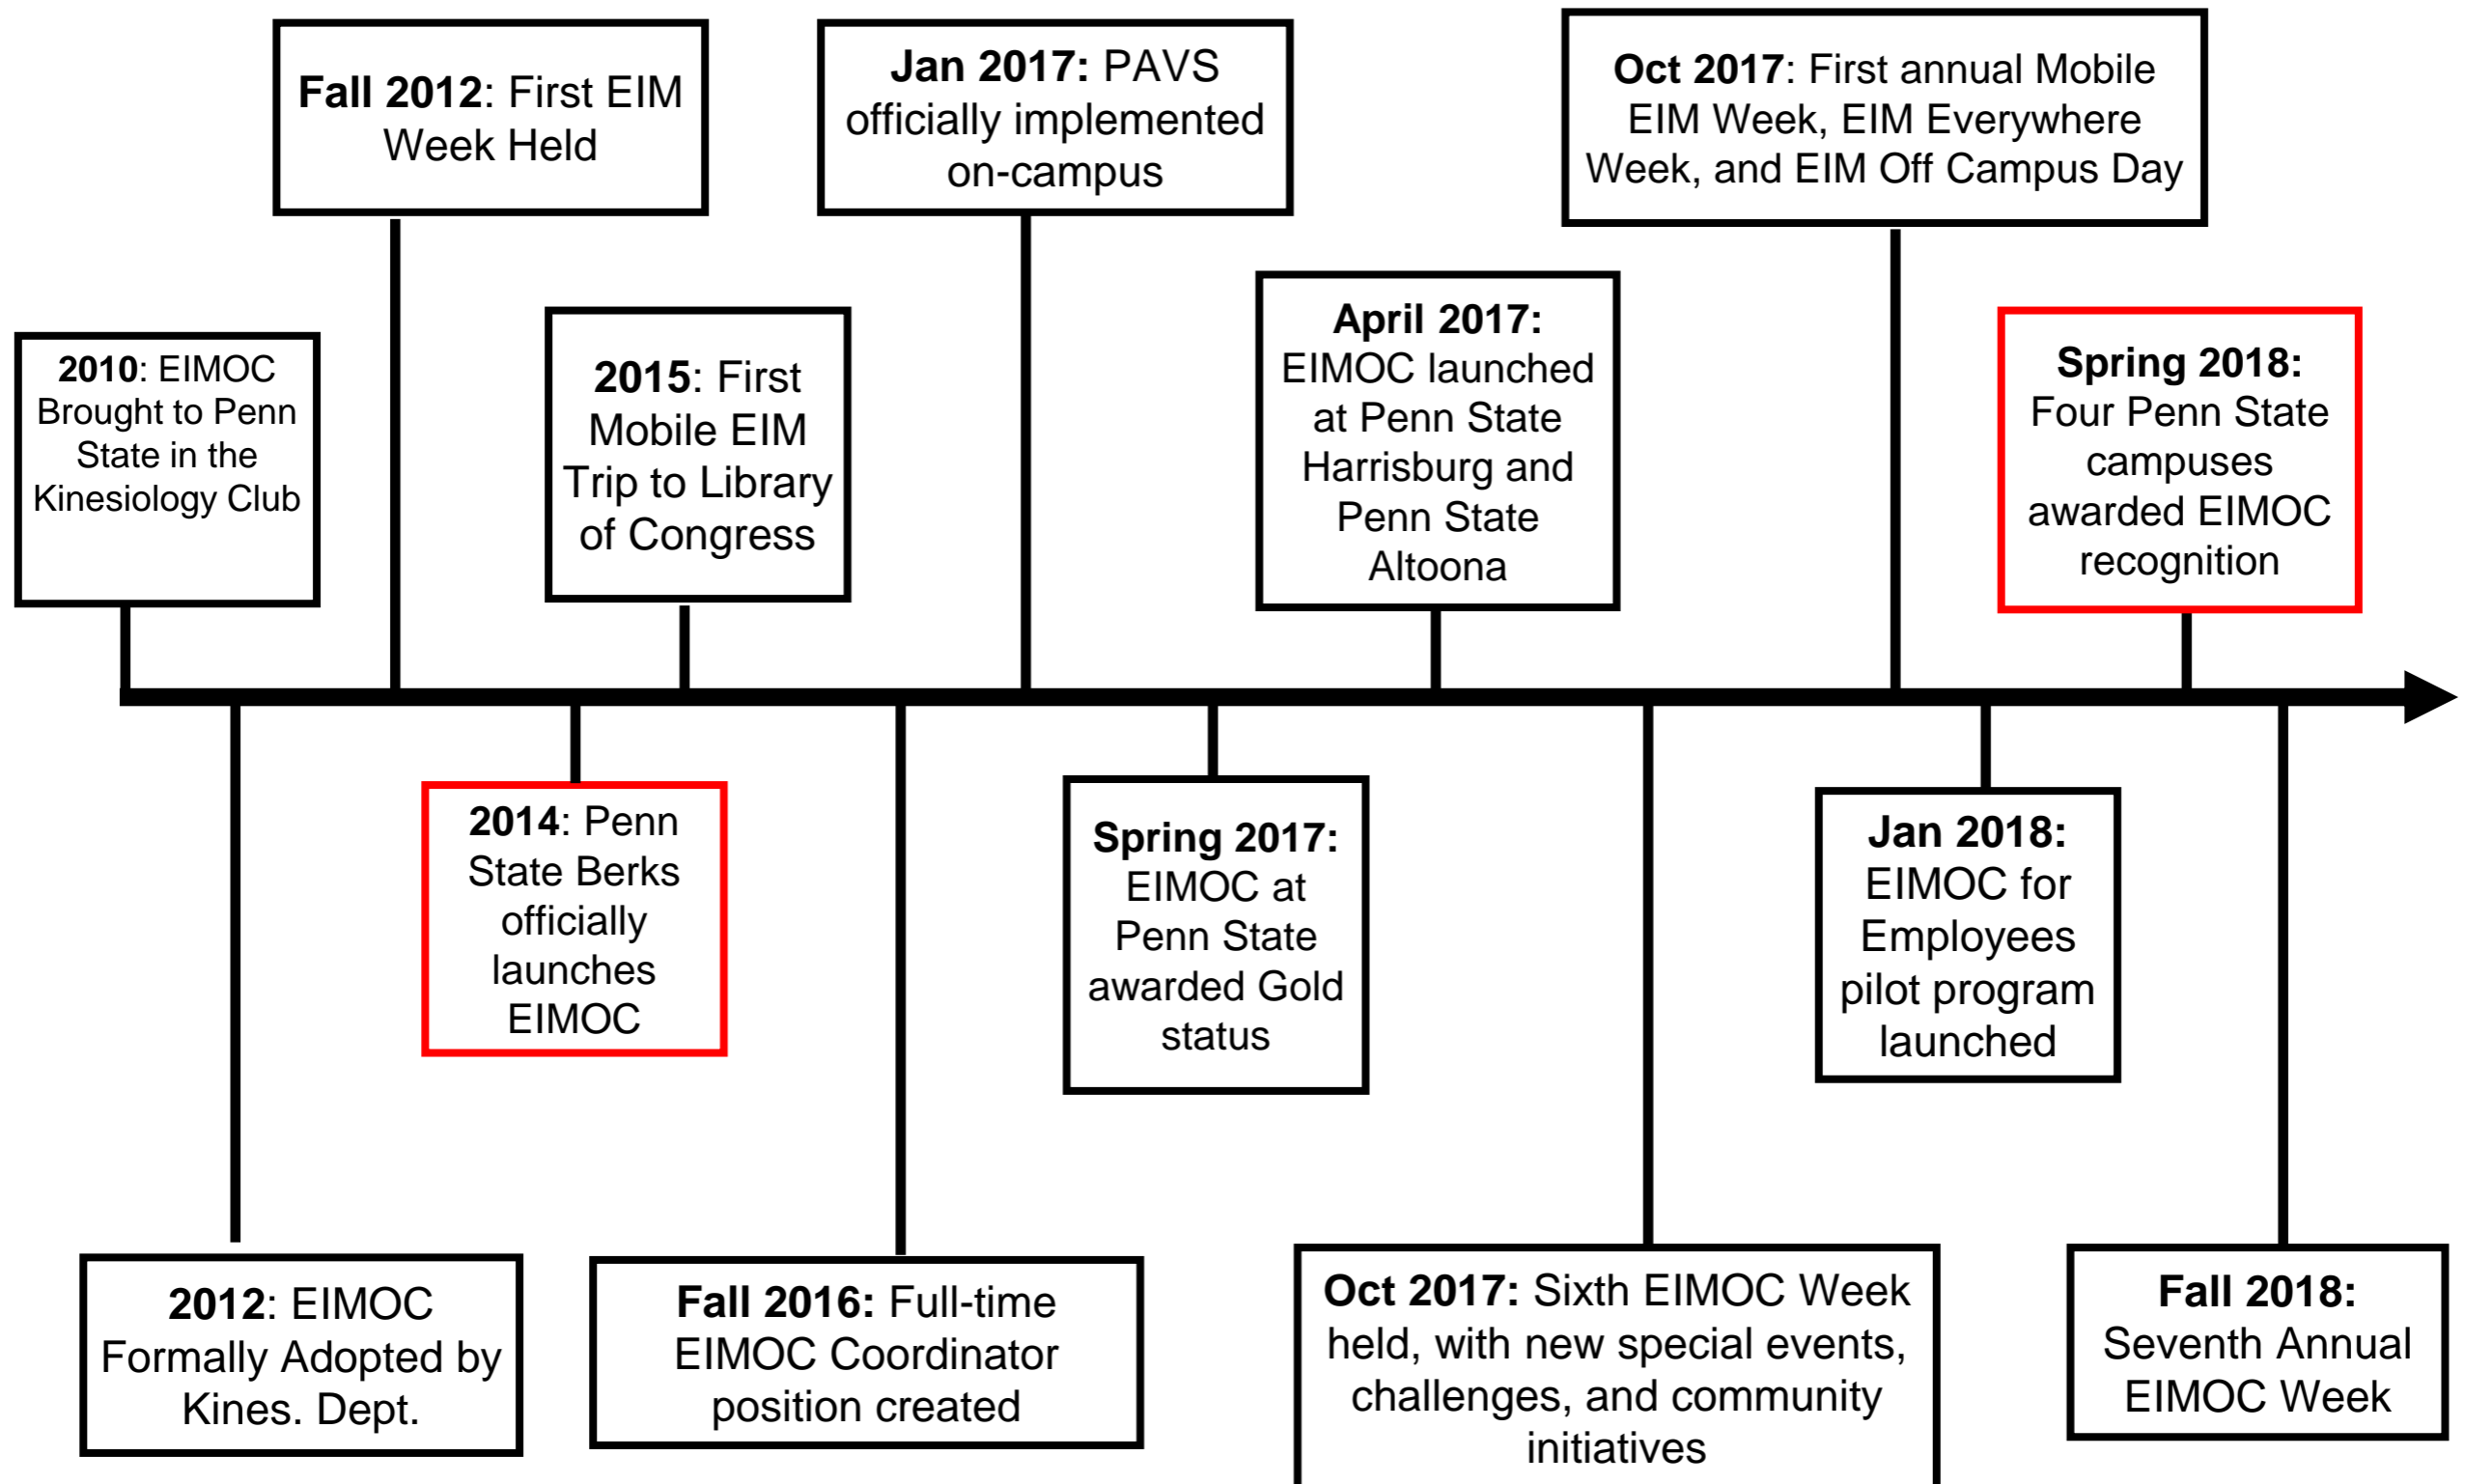 Fall 2012: First EIM
Week Held
Jan 2017: PAVS
officially implemented
on-campus
Oct 2017: First annual Mobile
EIM Week, EIM Everywhere
Week, and EIM Off Campus Day
2010: EIMOC
Brought to Penn
State in the
Kinesiology Club
2015: First
Mobile EIM
Trip to Library
of Congress
April 2017:
EIMOC launched
at Penn State
Harrisburg and
Penn State
Altoona
Spring 2018:
Four Penn State
campuses
awarded EIMOC
recognition
2014: Penn
State Berks
officially
launches
EIMOC
Spring 2017:
EIMOC at
Penn State
awarded Gold
status
Jan 2018:
EIMOC for
Employees
pilot program
launched
2012: EIMOC
Formally Adopted by
Kines. Dept.
Fall 2016: Full-time
EIMOC Coordinator
position created
Oct 2017: Sixth EIMOC Week
held, with new special events,
challenges, and community
initiatives
Fall 2018:
Seventh Annual
EIMOC Week